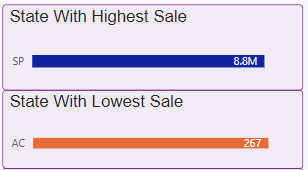 State With Highest Sale
SP 8.8M
State With Lowest Sale
AC 267